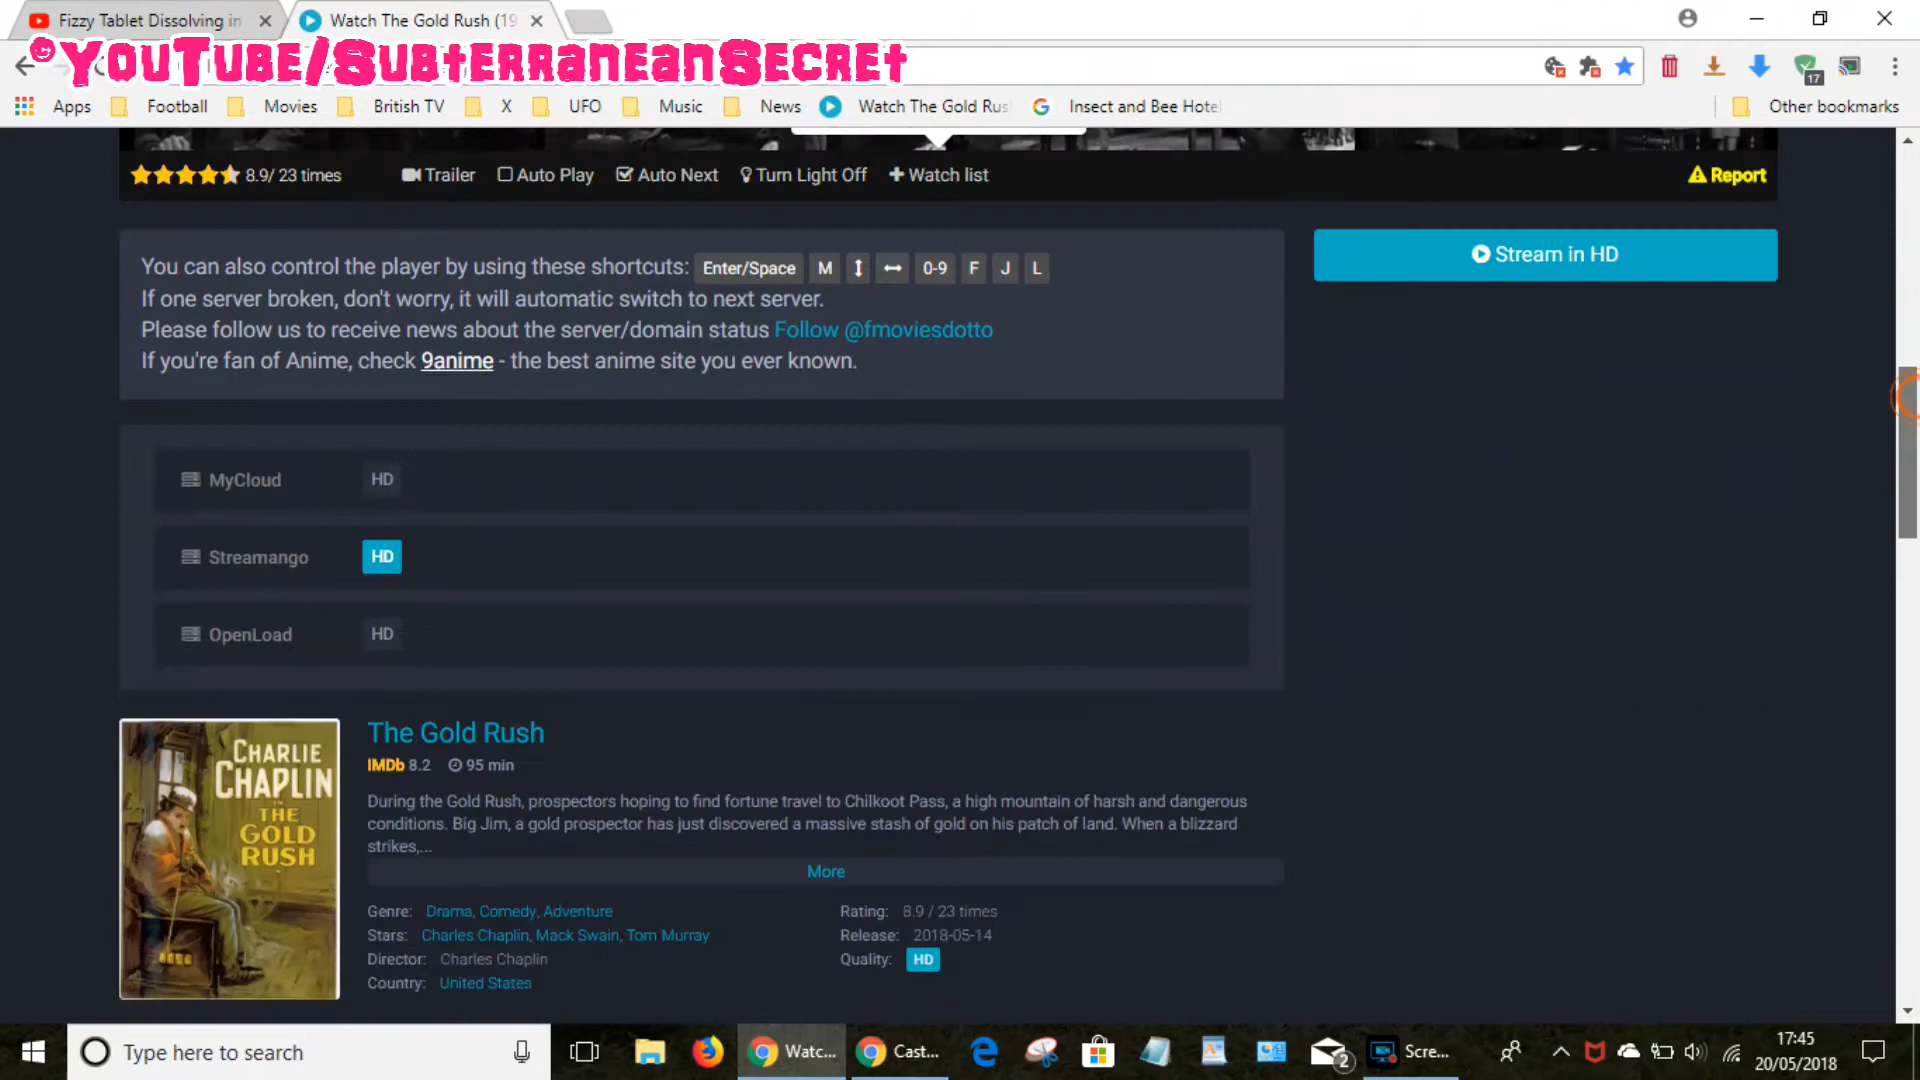 Fizzy Tablet Dissolving in
Watch The Gold Rush (19
©YouTube/SubterraneanSecret
17
Apps
Football
Movies
British TV
X
UFO
Music
News
Watch The Gold Rus
Insect and Bee Hotel
Other bookmarks
8.9/ 23 times
Trailer
Auto Play
Auto Next
Turn Light Off
Watch list
Report
You can also control the player by using these shortcuts: Enter/Space M 0-9 F J L
If one server broken, don't worry, it will automatic switch to next server.
Please follow us to receive news about the server/domain status Follow @fmoviesdotto
If you're fan of Anime, check 9anime - the best anime site you ever known.
Stream in HD
MyCloud HD
Streamango HD
OpenLoad HD
CHARLIE
CHAPLIN
IN
THE
GOLD
RUSH
The Gold Rush
IMDb 8.2 95 min
During the Gold Rush, prospectors hoping to find fortune travel to Chilkoot Pass, a high mountain of harsh and dangerous
conditions. Big Jim, a gold prospector has just discovered a massive stash of gold on his patch of land. When a blizzard
strikes,...
More
Genre: Drama, Comedy, Adventure
Stars: Charles Chaplin, Mack Swain, Tom Murray
Director: Charles Chaplin
Country: United States
Rating: 8.9 / 23 times
Release: 2018-05-14
Quality: HD
Type here to search
Watc...
Cast...
2
Scre...
17:45
20/05/2018